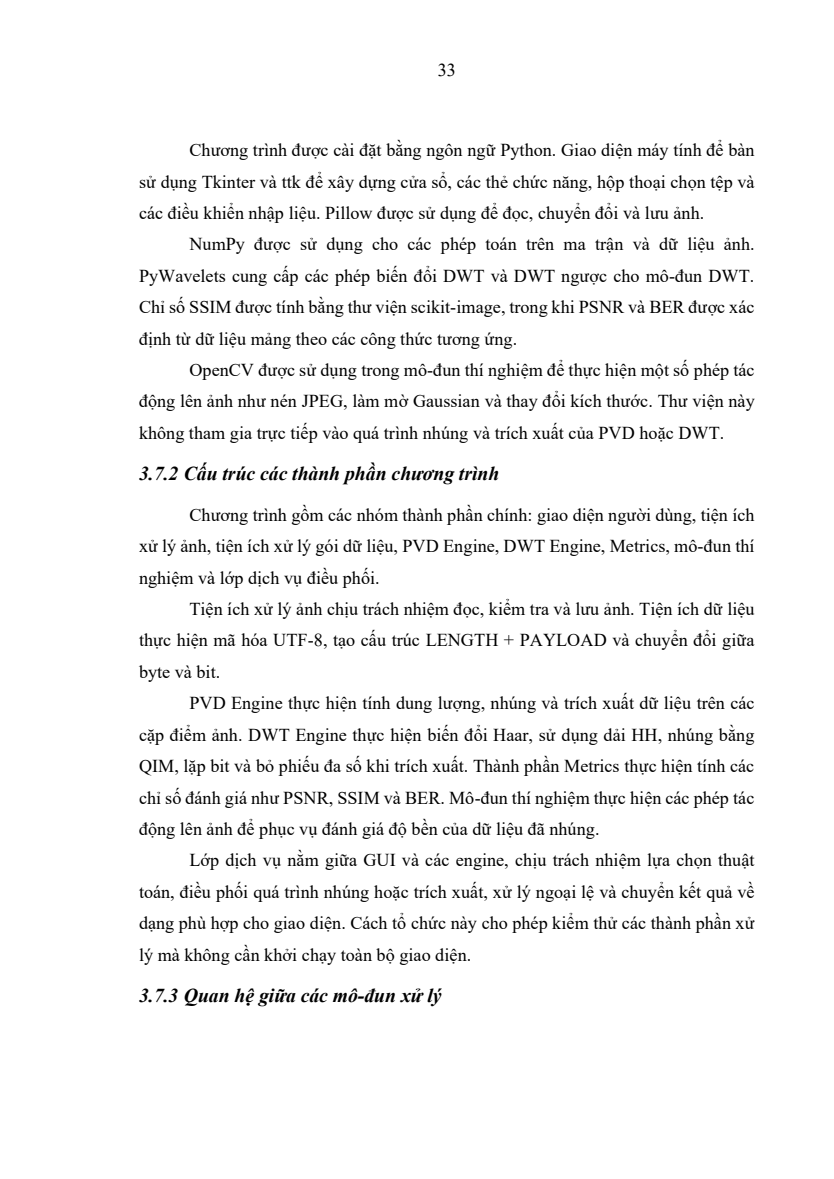 33
Chương trình được cài đặt bằng ngôn ngữ Python. Giao diện máy tính để bàn
sử dụng Tkinter và ttk để xây dựng cửa sổ, các thẻ chức năng, hộp thoại chọn tệp và
các điều khiển nhập liệu. Pillow được sử dụng để đọc, chuyển đổi và lưu ảnh.
NumPy được sử dụng cho các phép toán trên ma trận và dữ liệu ảnh.
PyWavelets cung cấp các phép biến đổi DWT và DWT ngược cho mô-đun DWT.
Chỉ số SSIM được tính bằng thư viện scikit-image, trong khi PSNR và BER được xác
định từ dữ liệu mảng theo các công thức tương ứng.
OpenCV được sử dụng trong mô-đun thí nghiệm để thực hiện một số phép tác
động lên ảnh như nén JPEG, làm mờ Gaussian và thay đổi kích thước. Thư viện này
không tham gia trực tiếp vào quá trình nhúng và trích xuất của PVD hoặc DWT.
3.7.2 Cấu trúc các thành phần chương trình
Chương trình gồm các nhóm thành phần chính: giao diện người dùng, tiện ích
xử lý ảnh, tiện ích xử lý gói dữ liệu, PVD Engine, DWT Engine, Metrics, mô-đun thí
nghiệm và lớp dịch vụ điều phối.
Tiện ích xử lý ảnh chịu trách nhiệm đọc, kiểm tra và lưu ảnh. Tiện ích dữ liệu
thực hiện mã hóa UTF-8, tạo cấu trúc LENGTH + PAYLOAD và chuyển đổi giữa
byte và bit.
PVD Engine thực hiện tính dung lượng, nhúng và trích xuất dữ liệu trên các
cặp điểm ảnh. DWT Engine thực hiện biến đổi Haar, sử dụng dải HH, nhúng bằng
QIM, lặp bit và bỏ phiếu đa số khi trích xuất. Thành phần Metrics thực hiện tính các
chỉ số đánh giá như PSNR, SSIM và BER. Mô-đun thí nghiệm thực hiện các phép tác
động lên ảnh để phục vụ đánh giá độ bền của dữ liệu đã nhúng.
Lớp dịch vụ nằm giữa GUI và các engine, chịu trách nhiệm lựa chọn thuật
toán, điều phối quá trình nhúng hoặc trích xuất, xử lý ngoại lệ và chuyển kết quả về
dạng phù hợp cho giao diện. Cách tổ chức này cho phép kiểm thử các thành phần xử
lý mà không cần khởi chạy toàn bộ giao diện.
3.7.3 Quan hệ giữa các mô-đun xử lý